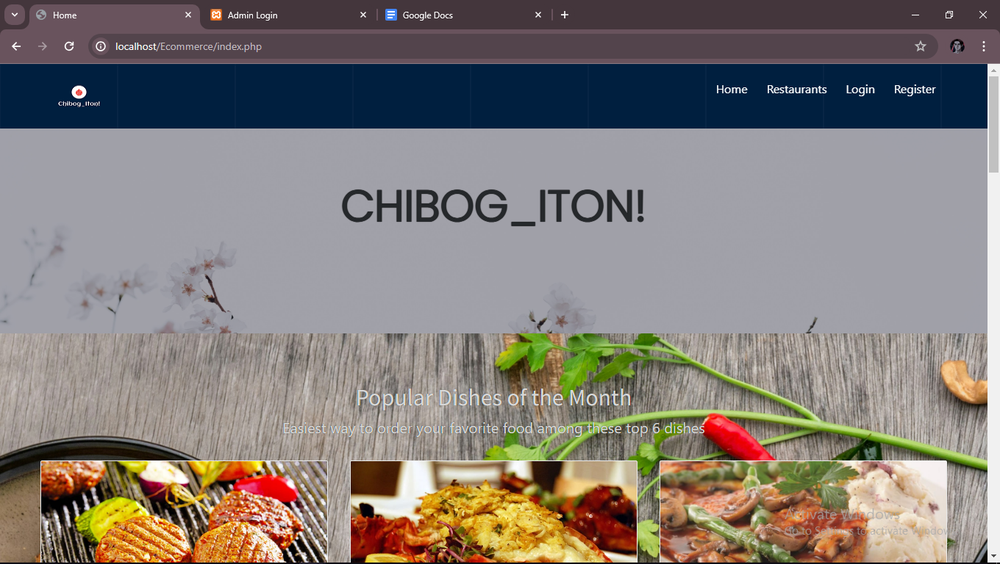 Home
Admin Login
Google Docs
localhost/Ecommerce/index.php
Chibog_Iton!
Home
Restaurants
Login
Register
CHIBOG_ITON!
Popular Dishes of the Month
Easiest way to order your favorite food among these top 6 dishes
Activate Windows
Go to Settings to activate Windows